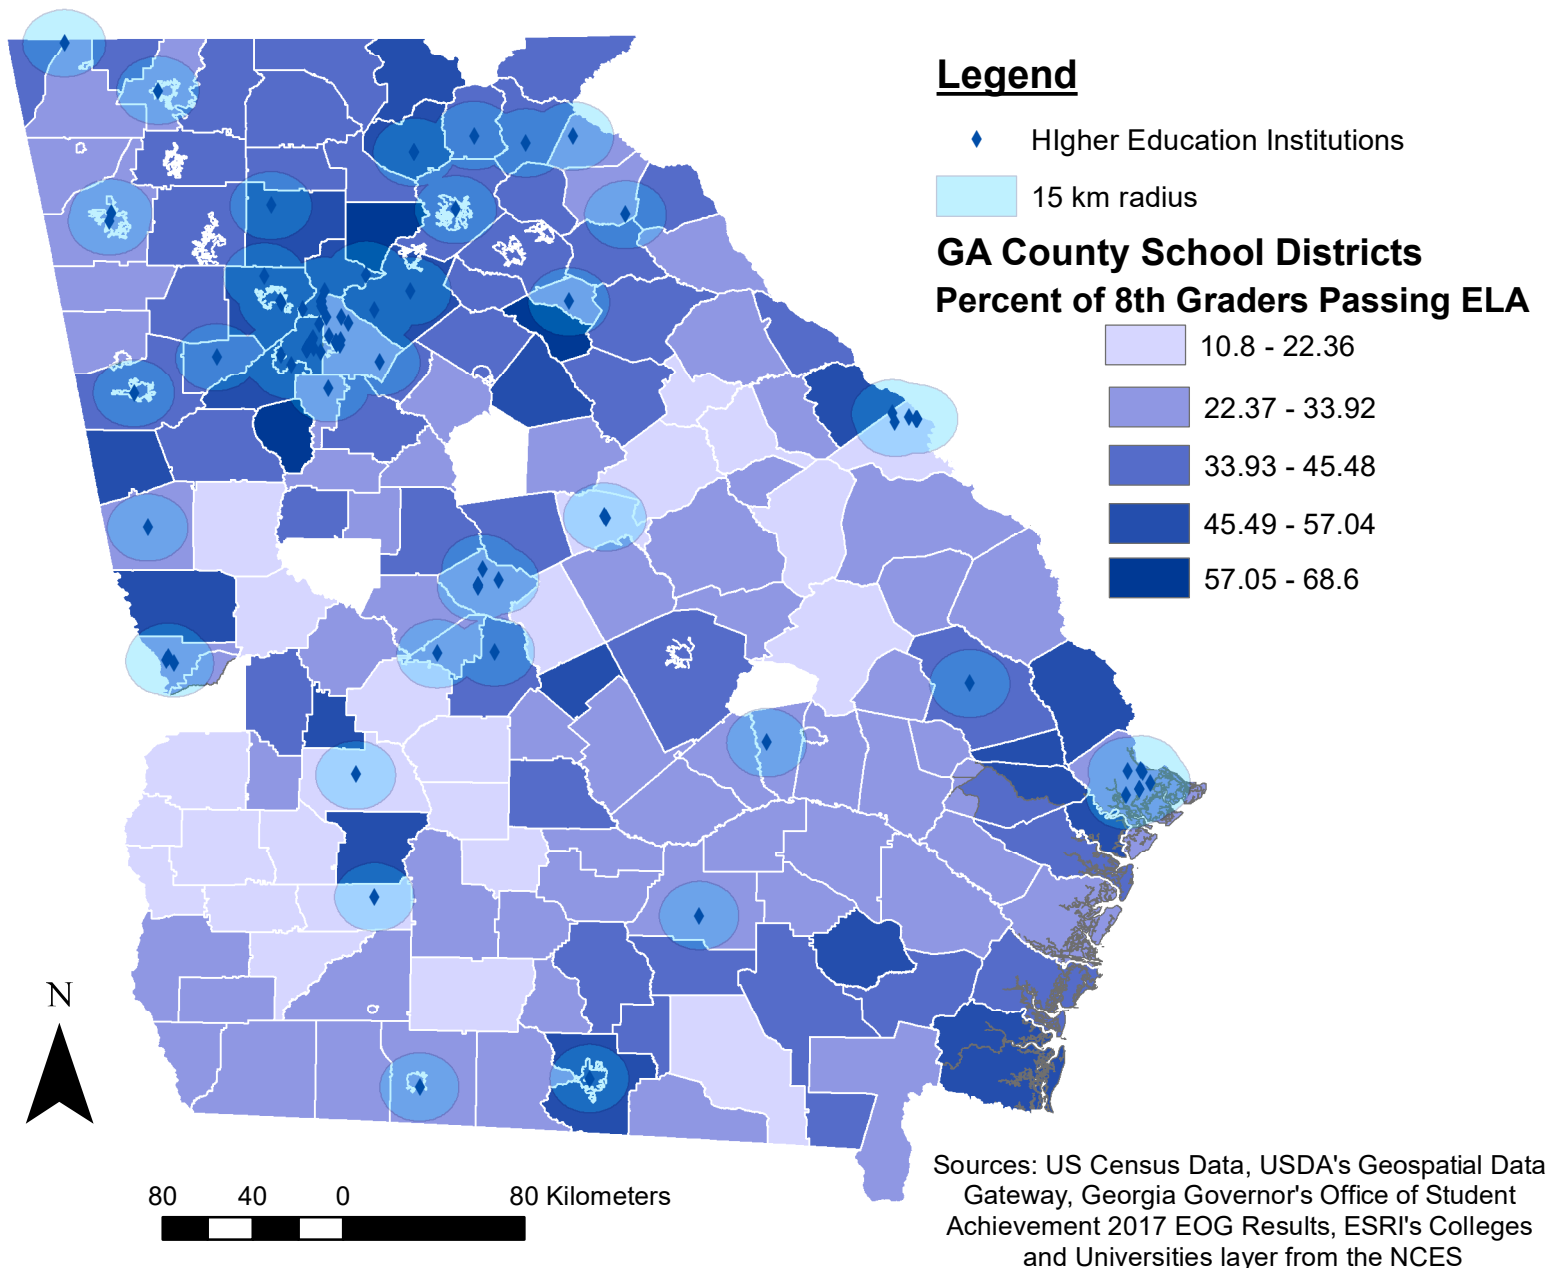 Legend
HIgher Education Institutions
15 km radius
GA County School Districts
Percent of 8th Graders Passing ELA
10.8 - 22.36
22.37 - 33.92
33.93 - 45.48
45.49 - 57.04
57.05 - 68.6
N
80 40 0 80 Kilometers
Sources: US Census Data, USDA's Geospatial Data
Gateway, Georgia Governor's Office of Student
Achievement 2017 EOG Results, ESRI's Colleges
and Universities layer from the NCES